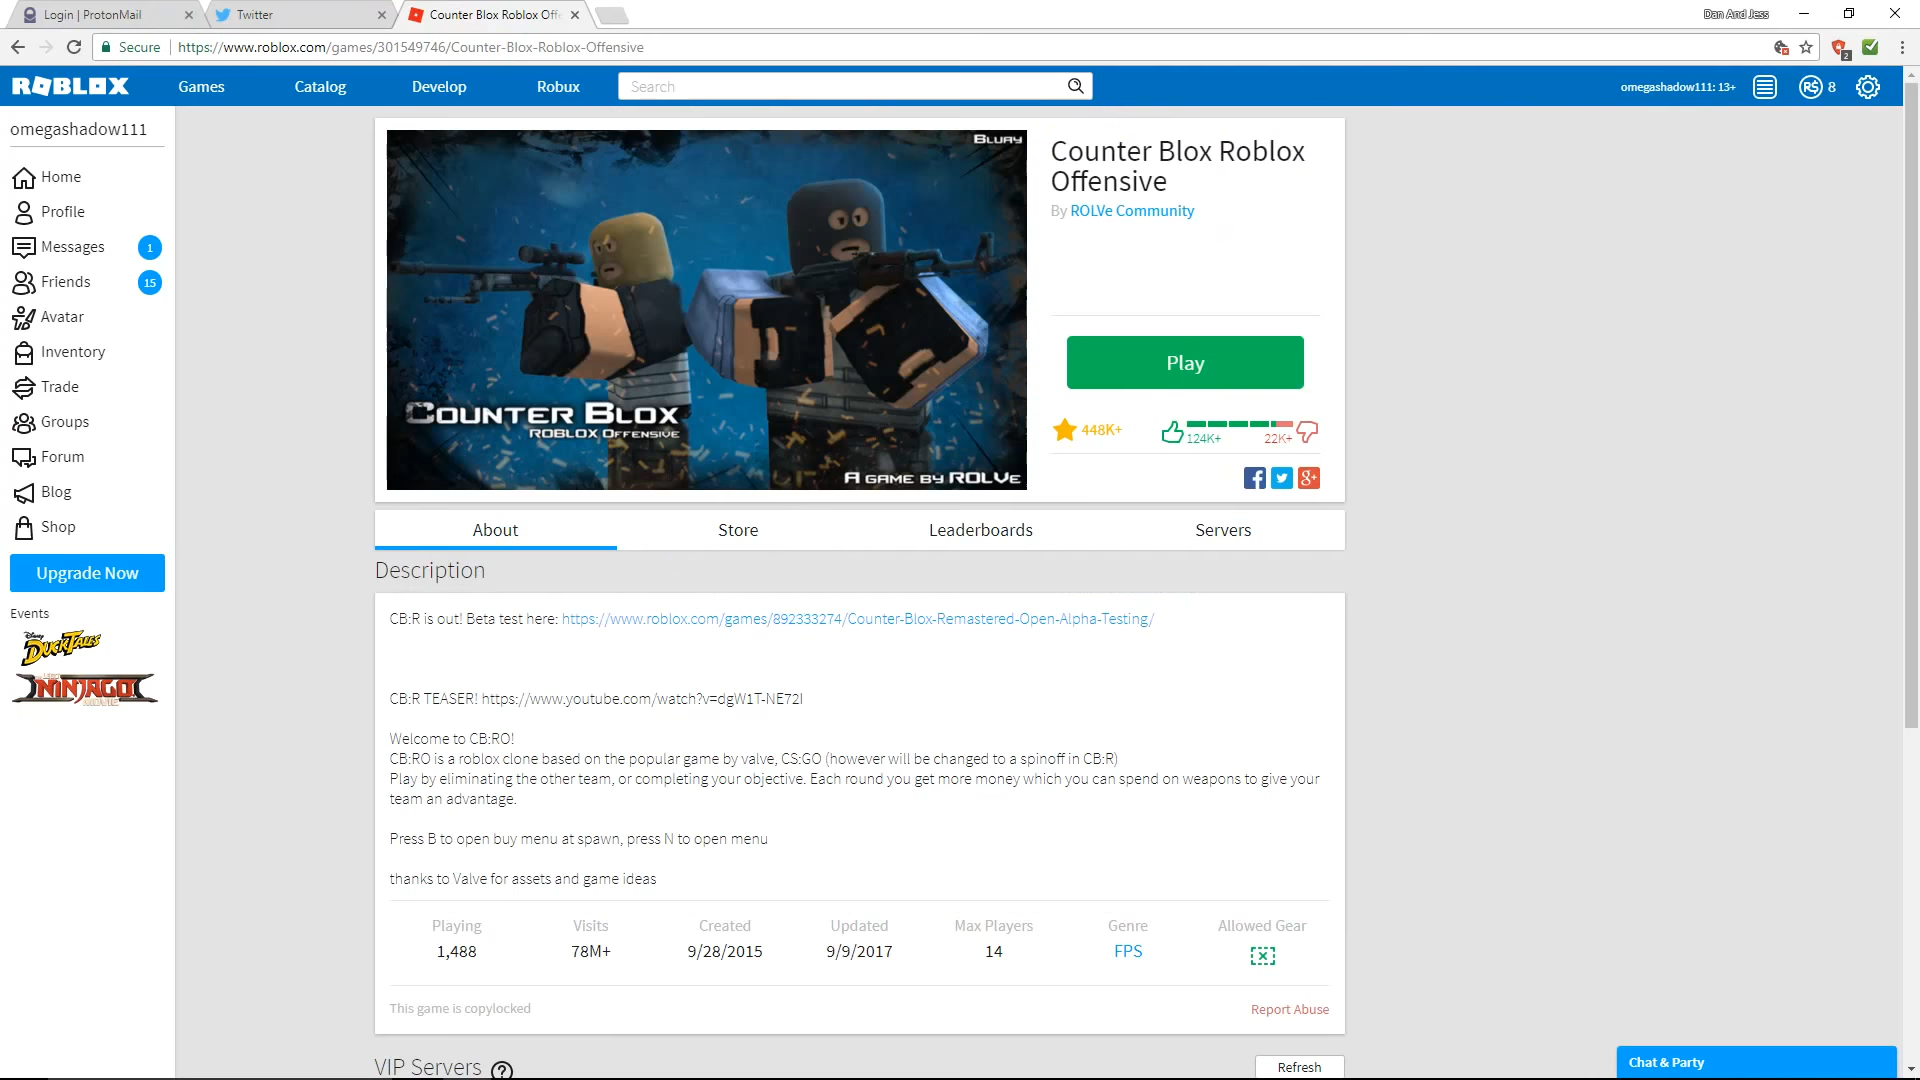 Login | ProtonMail
Twitter
Counter Blox Roblox Offe
Dan And Jess
Secure
https://www.roblox.com/games/301549746/Counter-Blox-Roblox-Offensive
2
ROBLOX
Games
Catalog
Develop
Robux
Search
omegashadow111: 13+
R$ 8
omegashadow111
Home
Profile
Messages 1
Friends 15
Avatar
Inventory
Trade
Groups
Forum
Blog
Shop
Upgrade Now
Events
Disney
DUCKTALES
THE LEGO
NINJAGO
MOVIE
BLURY
COUNTER BLOX
ROBLOX OFFENSIVE
A GAME BY ROLVE
Counter Blox Roblox
Offensive
By ROLVe Community
Play
448K+
124K+
22K+
f
g+
About
Store
Leaderboards
Servers
Description
CB:R is out! Beta test here: https://www.roblox.com/games/892333274/Counter-Blox-Remastered-Open-Alpha-Testing/
CB:R TEASER! https://www.youtube.com/watch?v=dgW1T-NE72I
Welcome to CB:RO!
CB:RO is a roblox clone based on the popular game by valve, CS:GO (however will be changed to a spinoff in CB:R)
Play by eliminating the other team, or completing your objective. Each round you get more money which you can spend on weapons to give your
team an advantage.
Press B to open buy menu at spawn, press N to open menu
thanks to Valve for assets and game ideas
Playing
Visits
Created
Updated
Max Players
Genre
Allowed Gear
1,488
78M+
9/28/2015
9/9/2017
14
FPS
This game is copylocked
Report Abuse
VIP Servers ?
Refresh
Chat & Party